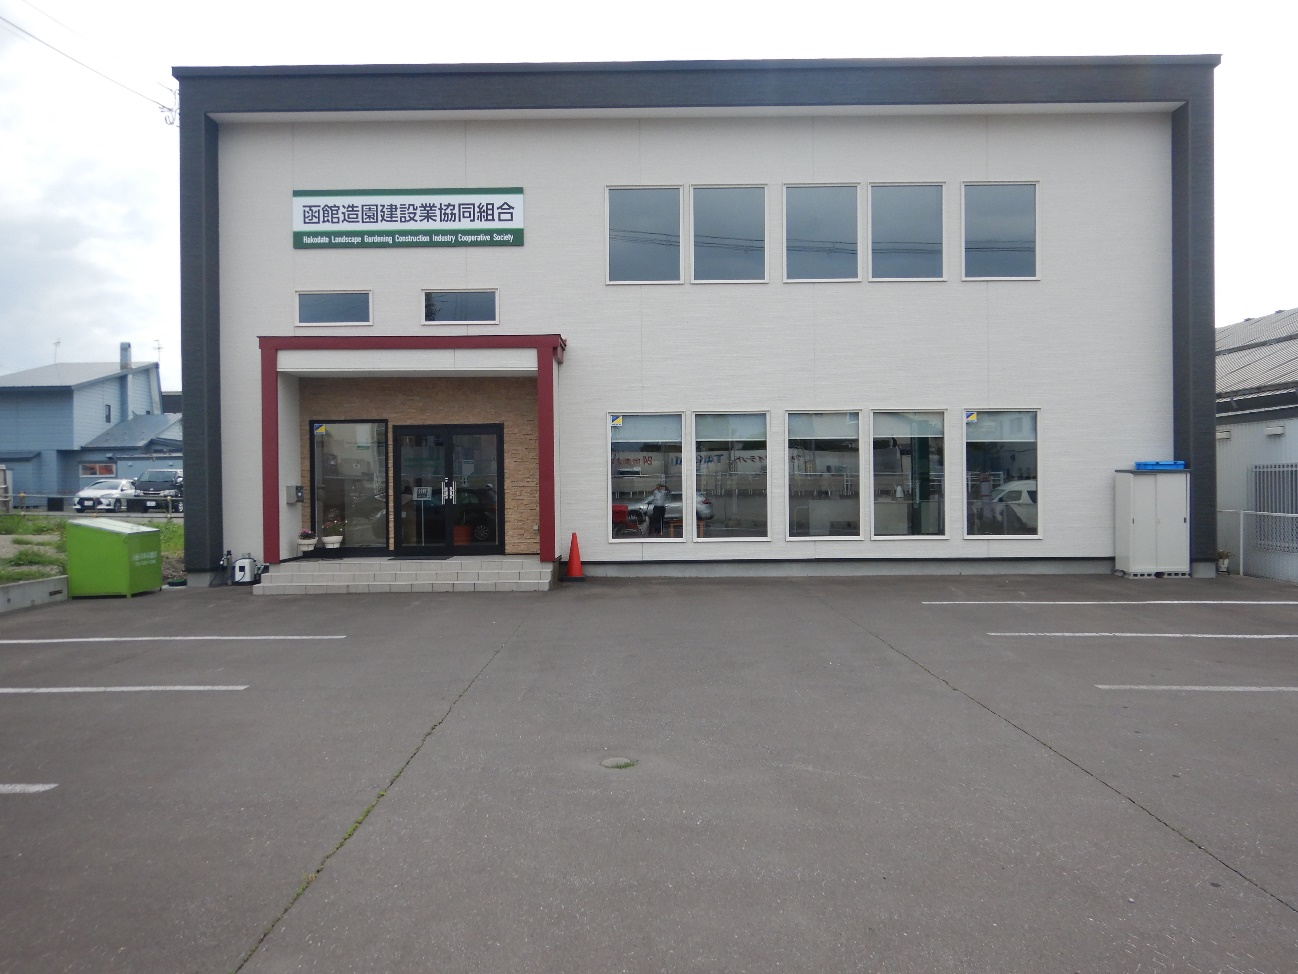 函館造園建設業協同組合
Hakodate Landscape Gardening Construction Industry Cooperative Society